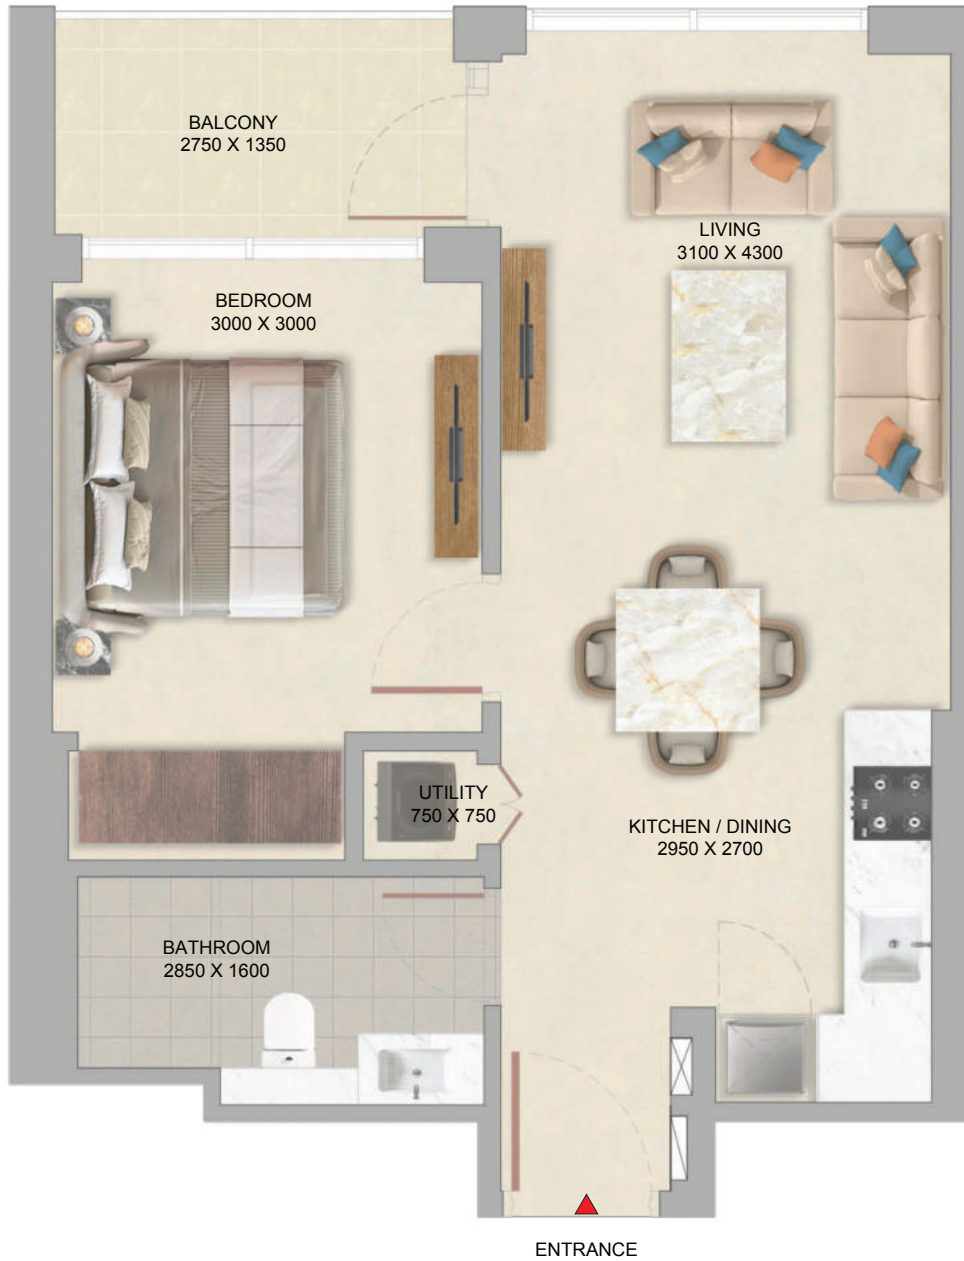 BALCONY
2750 X 1350
LIVING
3100 X 4300
BEDROOM
3000 X 3000
UTILITY
750 X 750
KITCHEN / DINING
2950 X 2700
BATHROOM
2850 X 1600
ENTRANCE